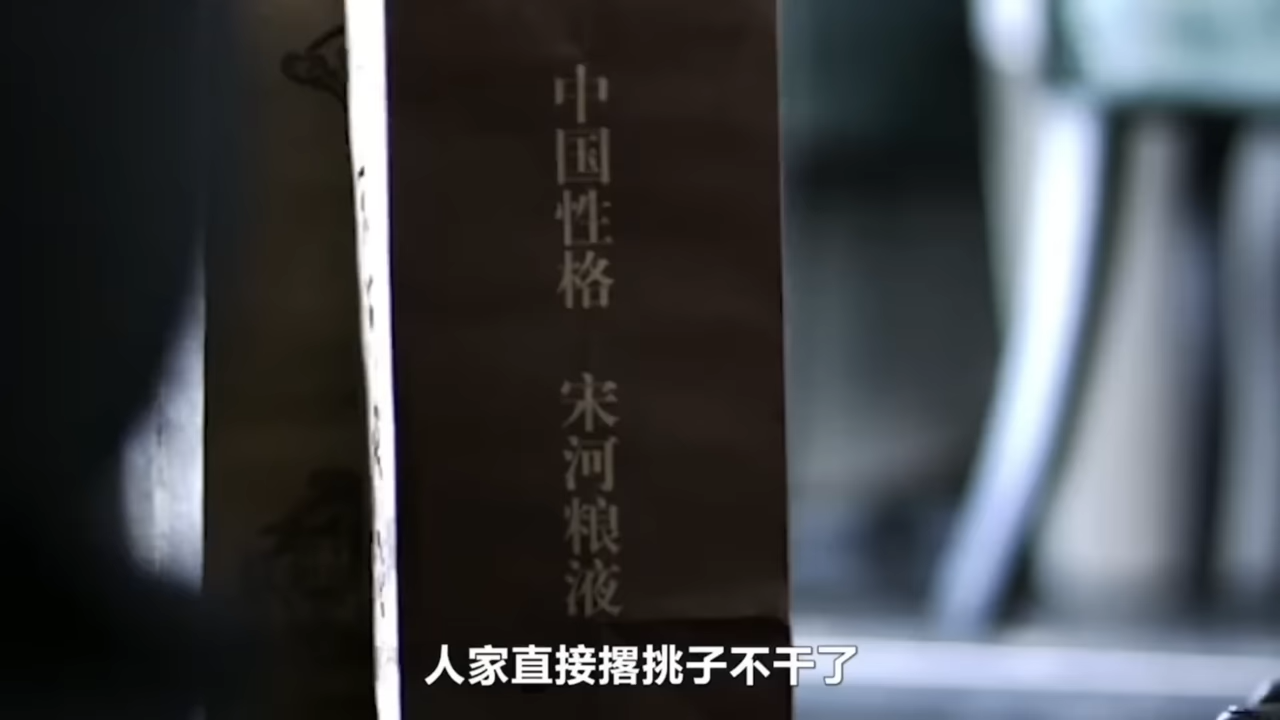 中国性格 宋河粮液
人家直接撂挑子不干了